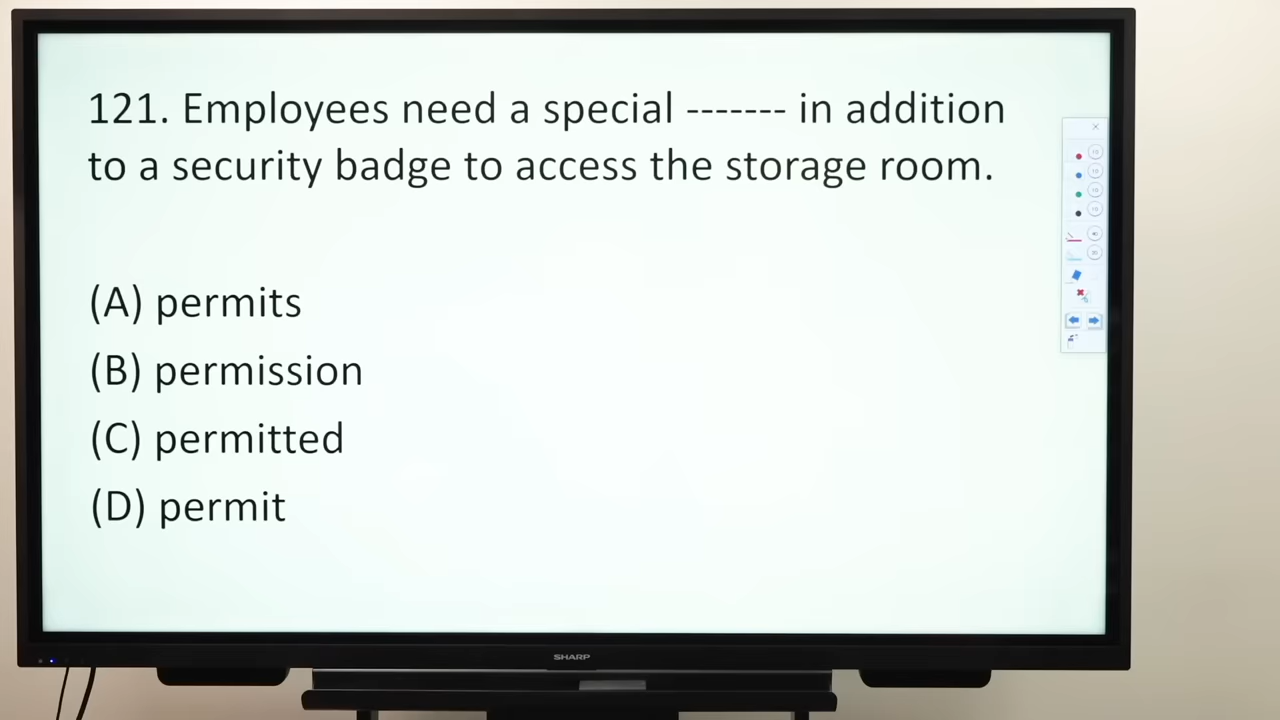 121. Employees need a special ------- in addition
to a security badge to access the storage room.
(A) permits
(B) permission
(C) permitted
(D) permit
SHARP